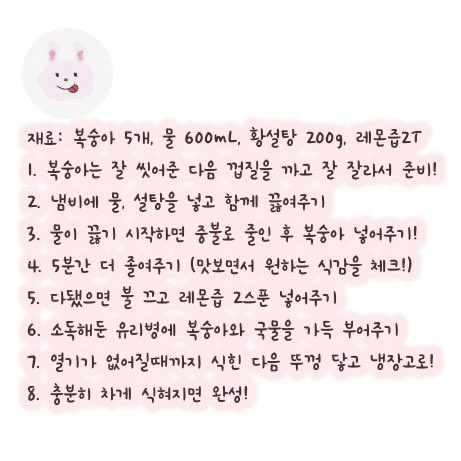 재료: 복숭아 5개, 물 600mL, 황설탕 200g, 레몬즙2T
1. 복숭아는 잘 씻어준 다음 껍질을 까고 잘 잘라서 준비!
2. 냄비에 물, 설탕을 넣고 함께 끓여주기
3. 물이 끓기 시작하면 중불로 줄인 후 복숭아 넣어주기!
4. 5분간 더 졸여주기 (맛보면서 원하는 식감을 체크!)
5. 다됐으면 불 끄고 레몬즙 2스푼 넣어주기
6. 소독해둔 유리병에 복숭아와 국물을 가득 부어주기
7. 열기가 없어질때까지 식힌 다음 뚜껑 닿고 냉장고로!
8. 충분히 차게 식혀지면 완성!